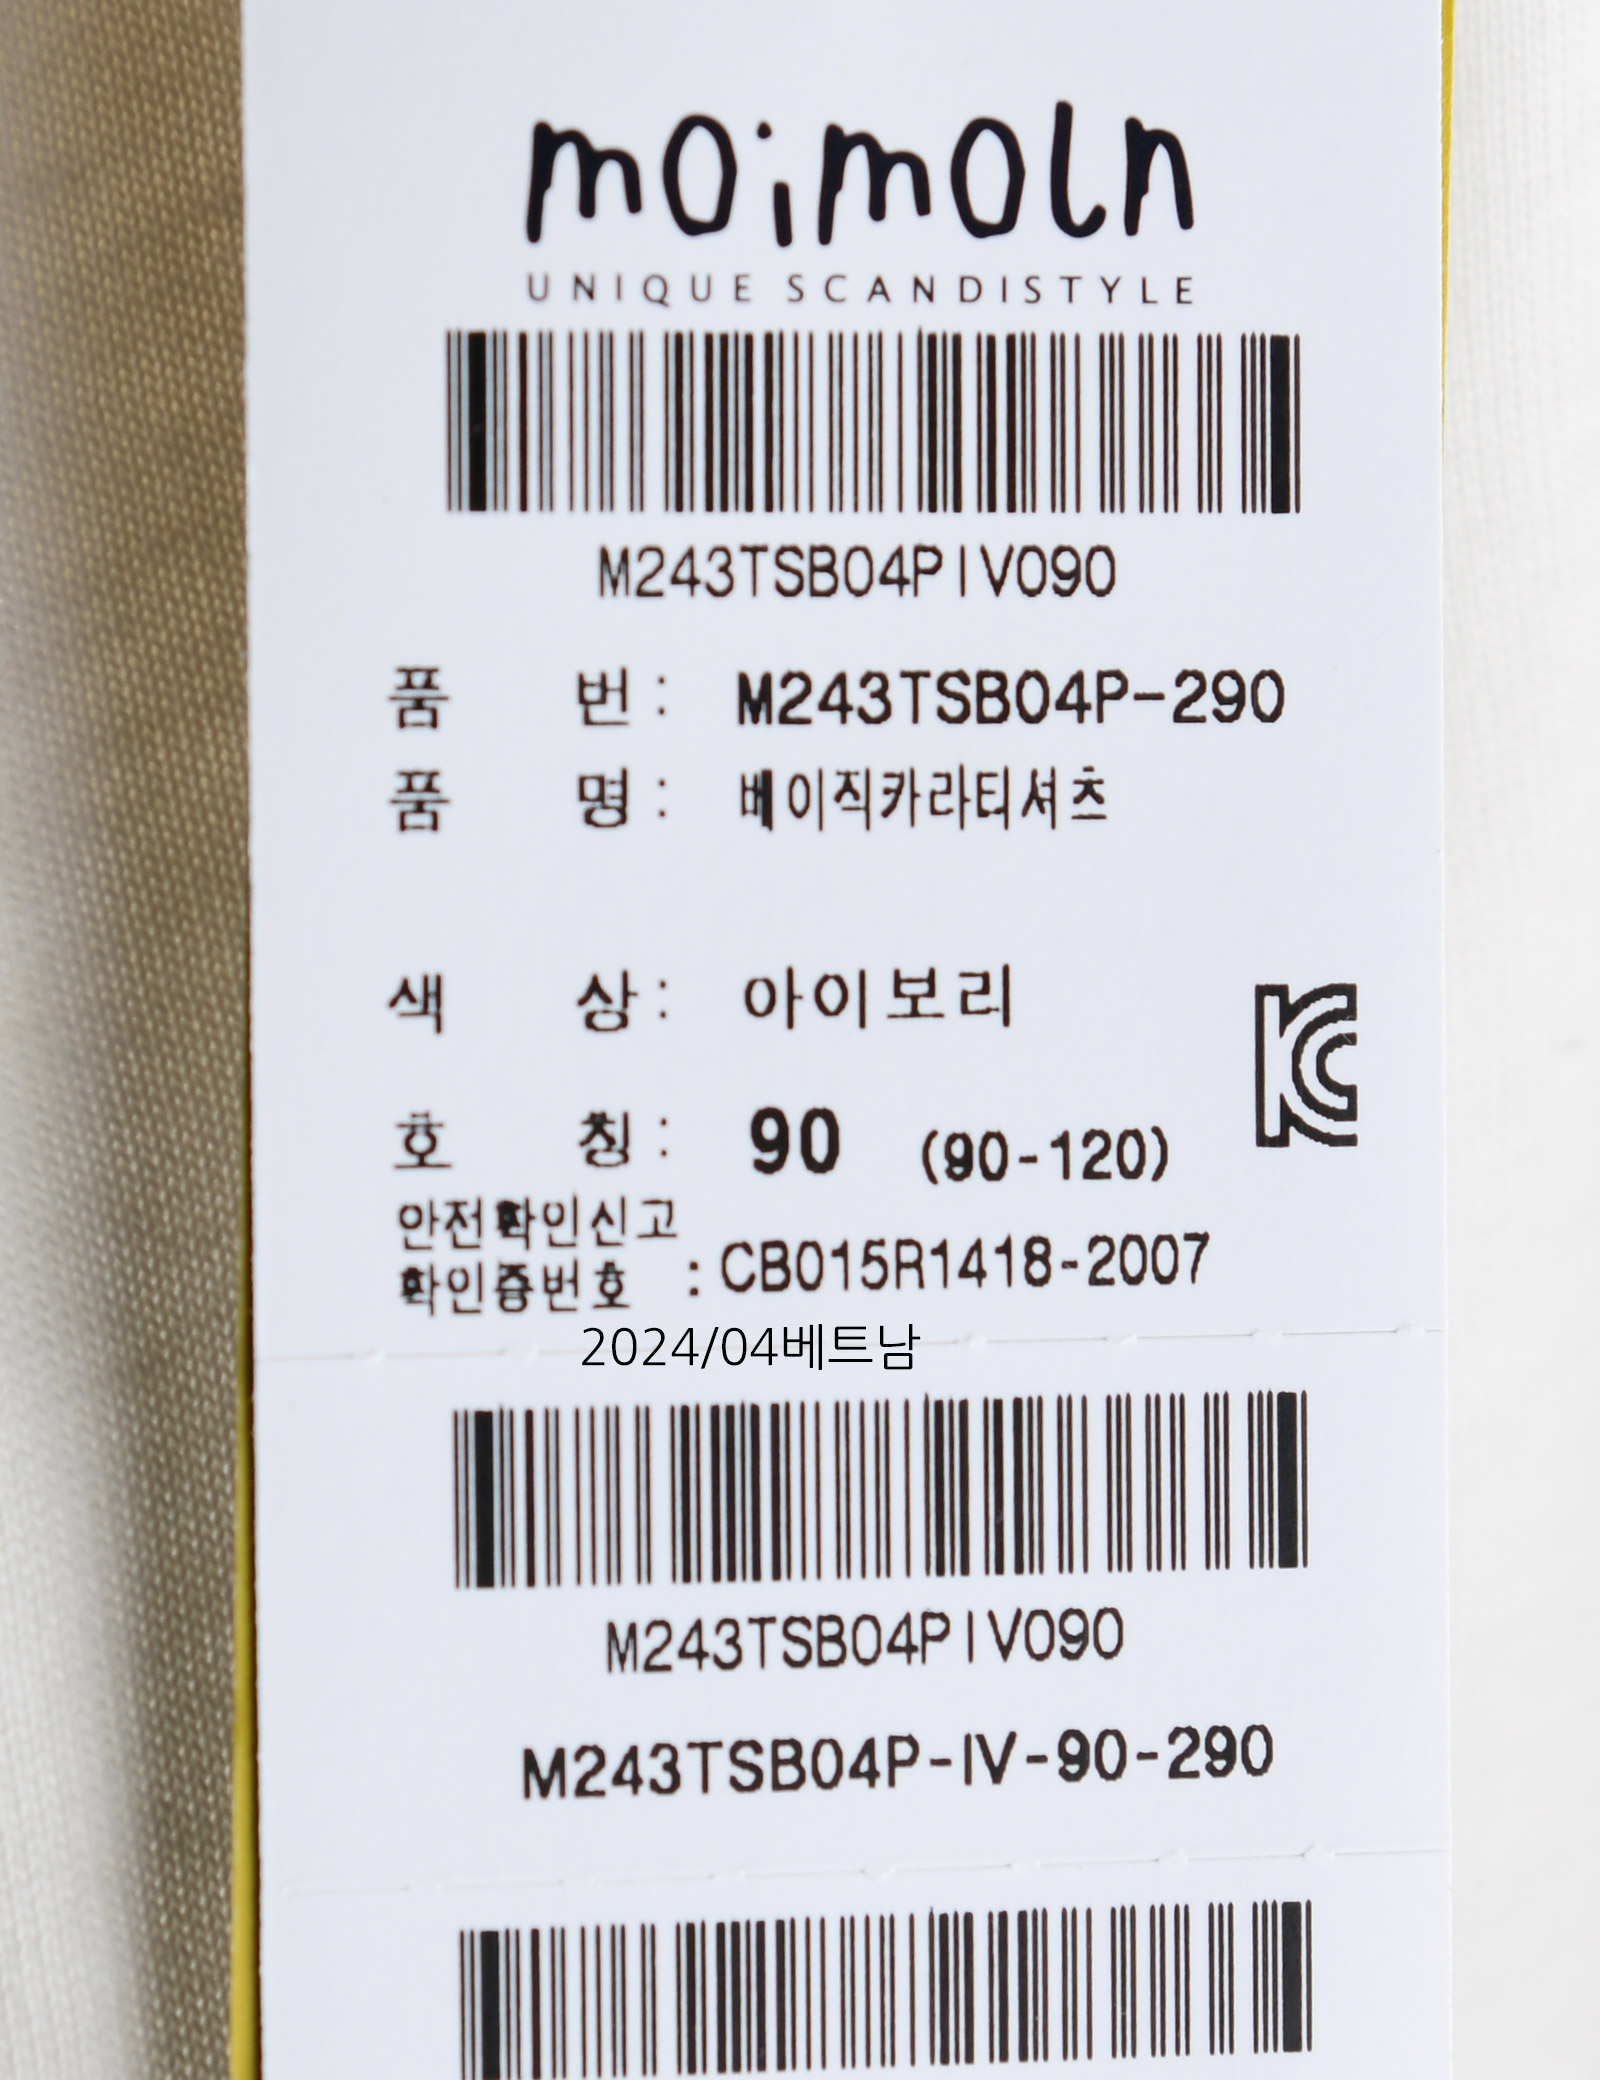 moimoln
UNIQUE SCANDISTYLE
M243TSB04PIV090
품 번 : M243TSB04P-290
품 명 : 베이직카라티셔츠
색 상 : 아이보리
KC
호 칭 : 90 (90-120)
안전확인신고
확인증번호 : CB015R1418-2007
2024/04베트남
M243TSB04PIV090
M243TSB04P-IV-90-290